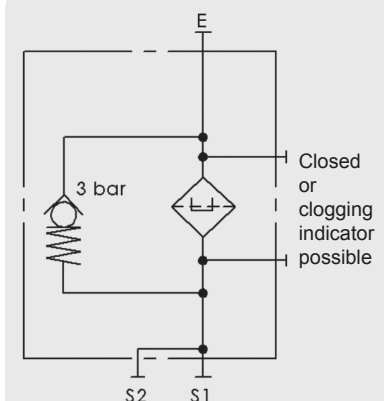 E
3 bar
Closed
or
clogging
indicator
possible
S2 S1